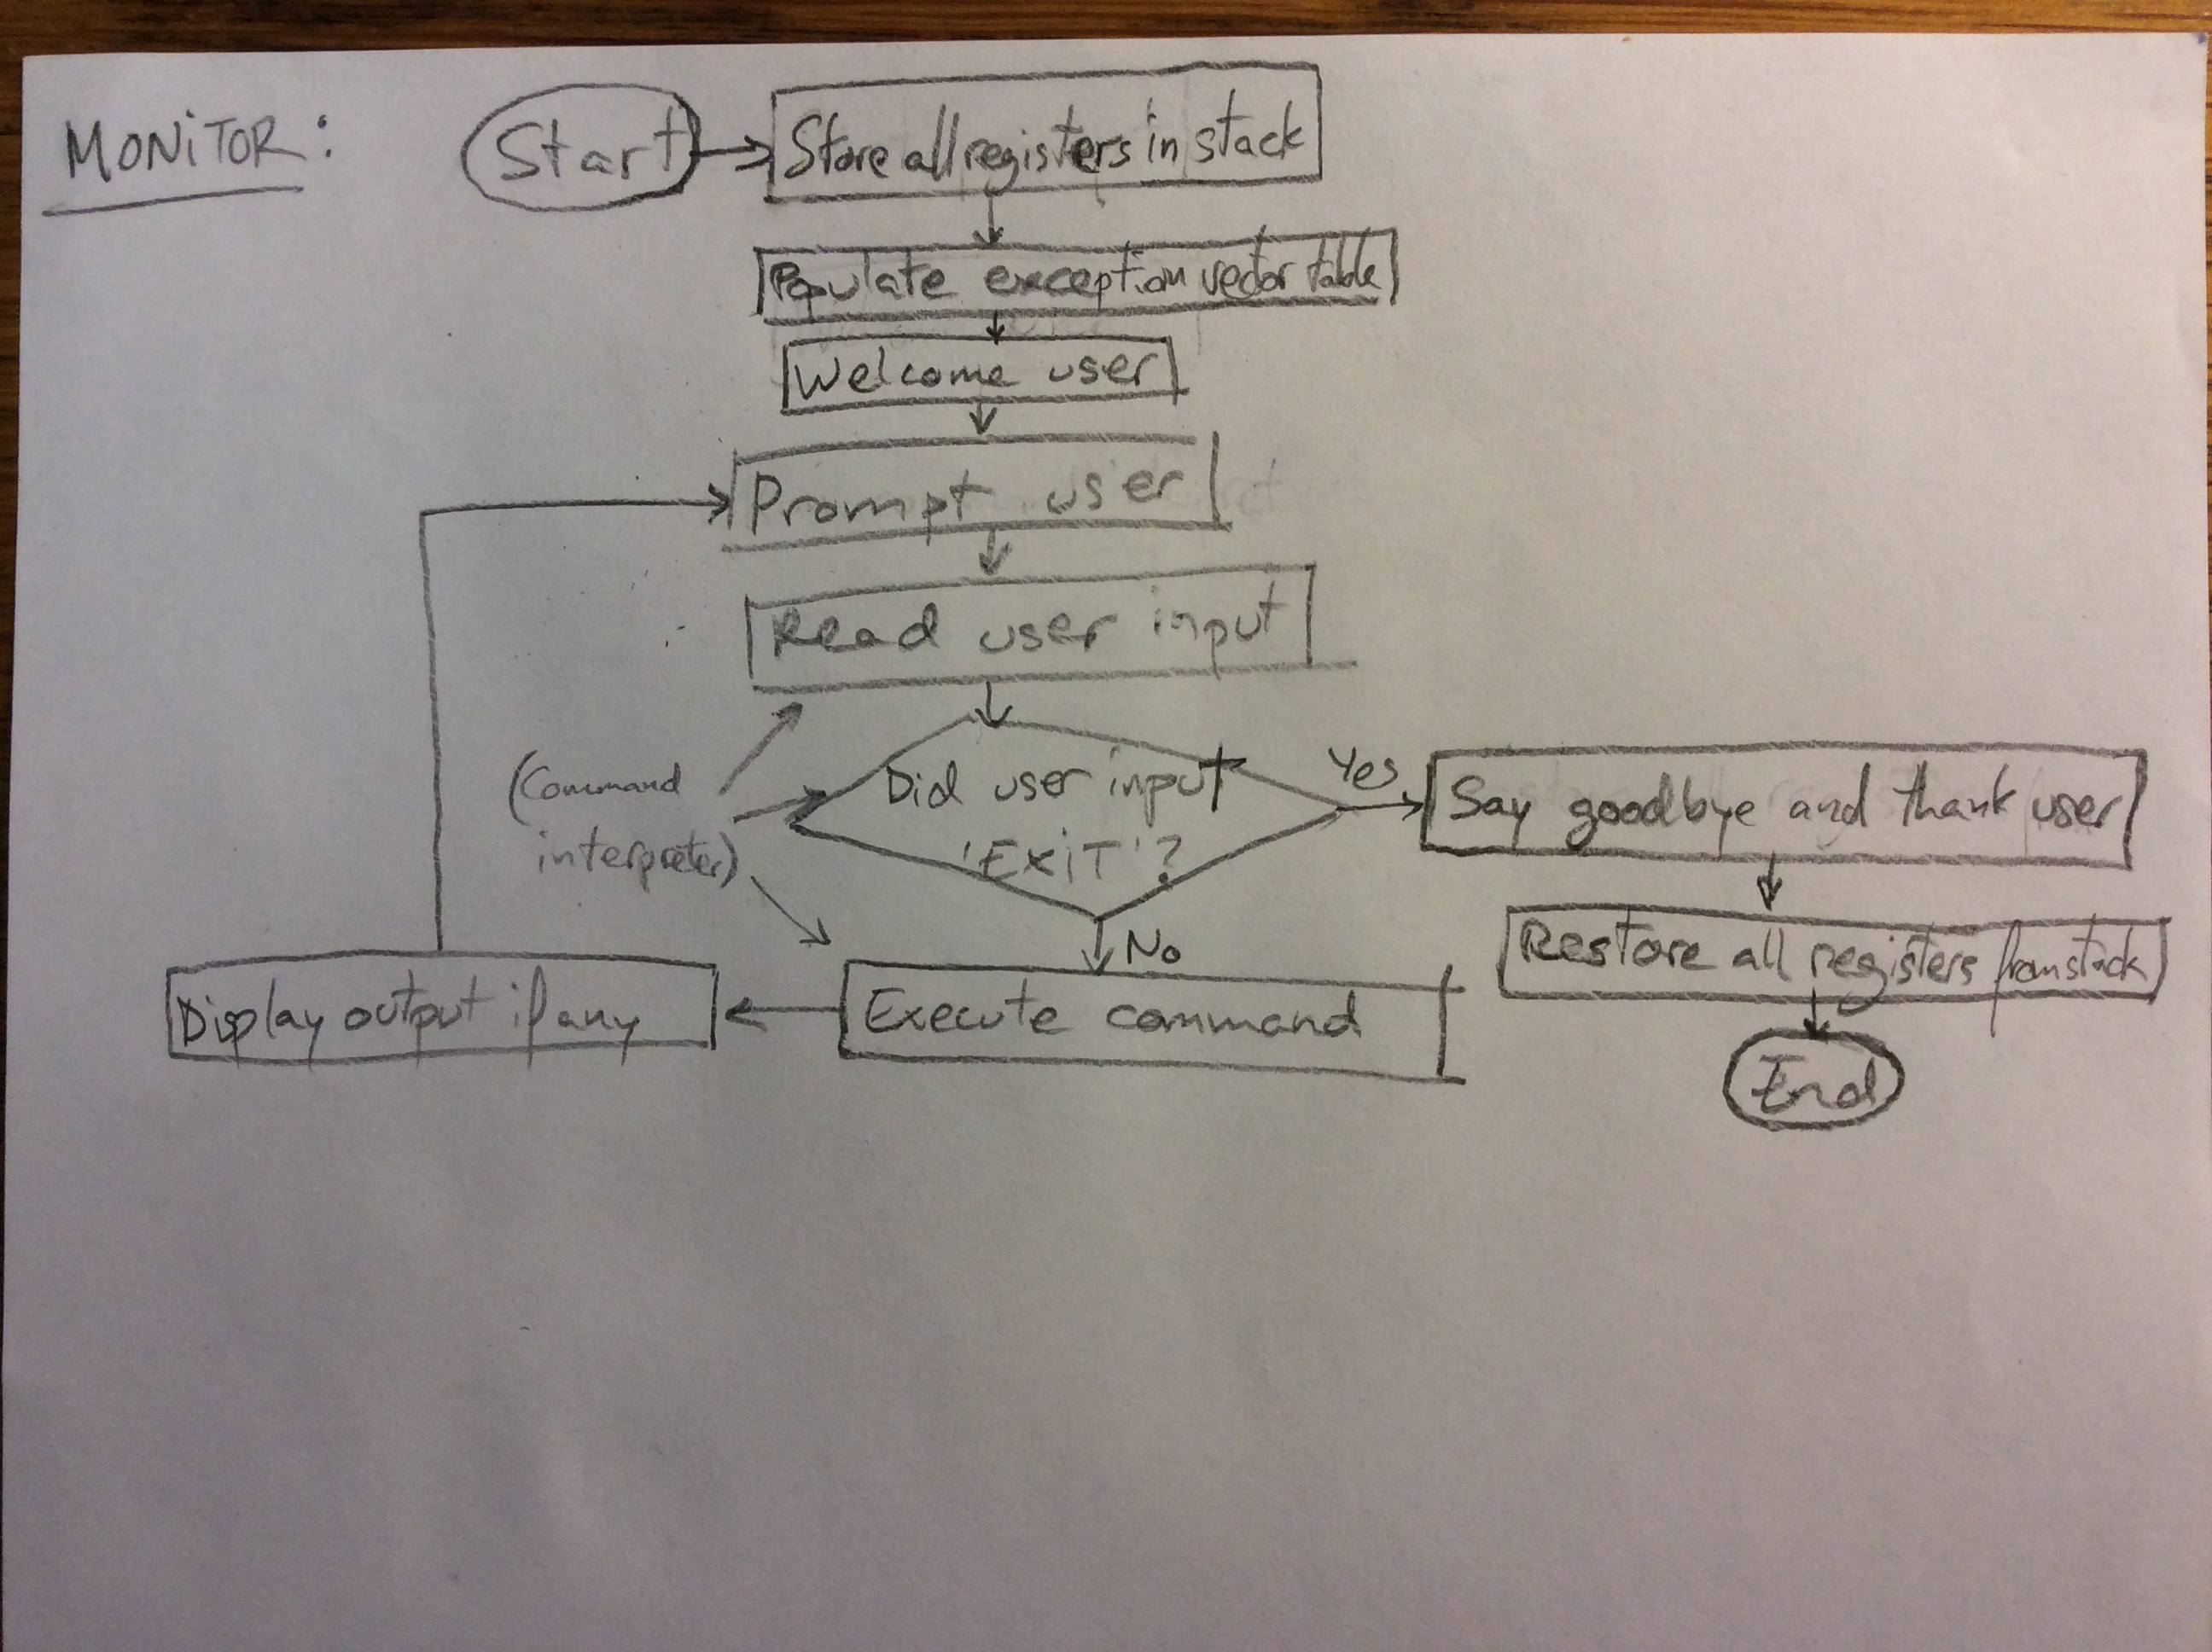 MONITOR:
Start
Store all registers in stack
Populate exception vector table
Welcome user
Prompt user
Read user input
(Command
interpreter)
Did user input
'EXIT'?
Yes
Say goodbye and thank user
Restore all registers from stack
End
No
Execute command
Display output if any